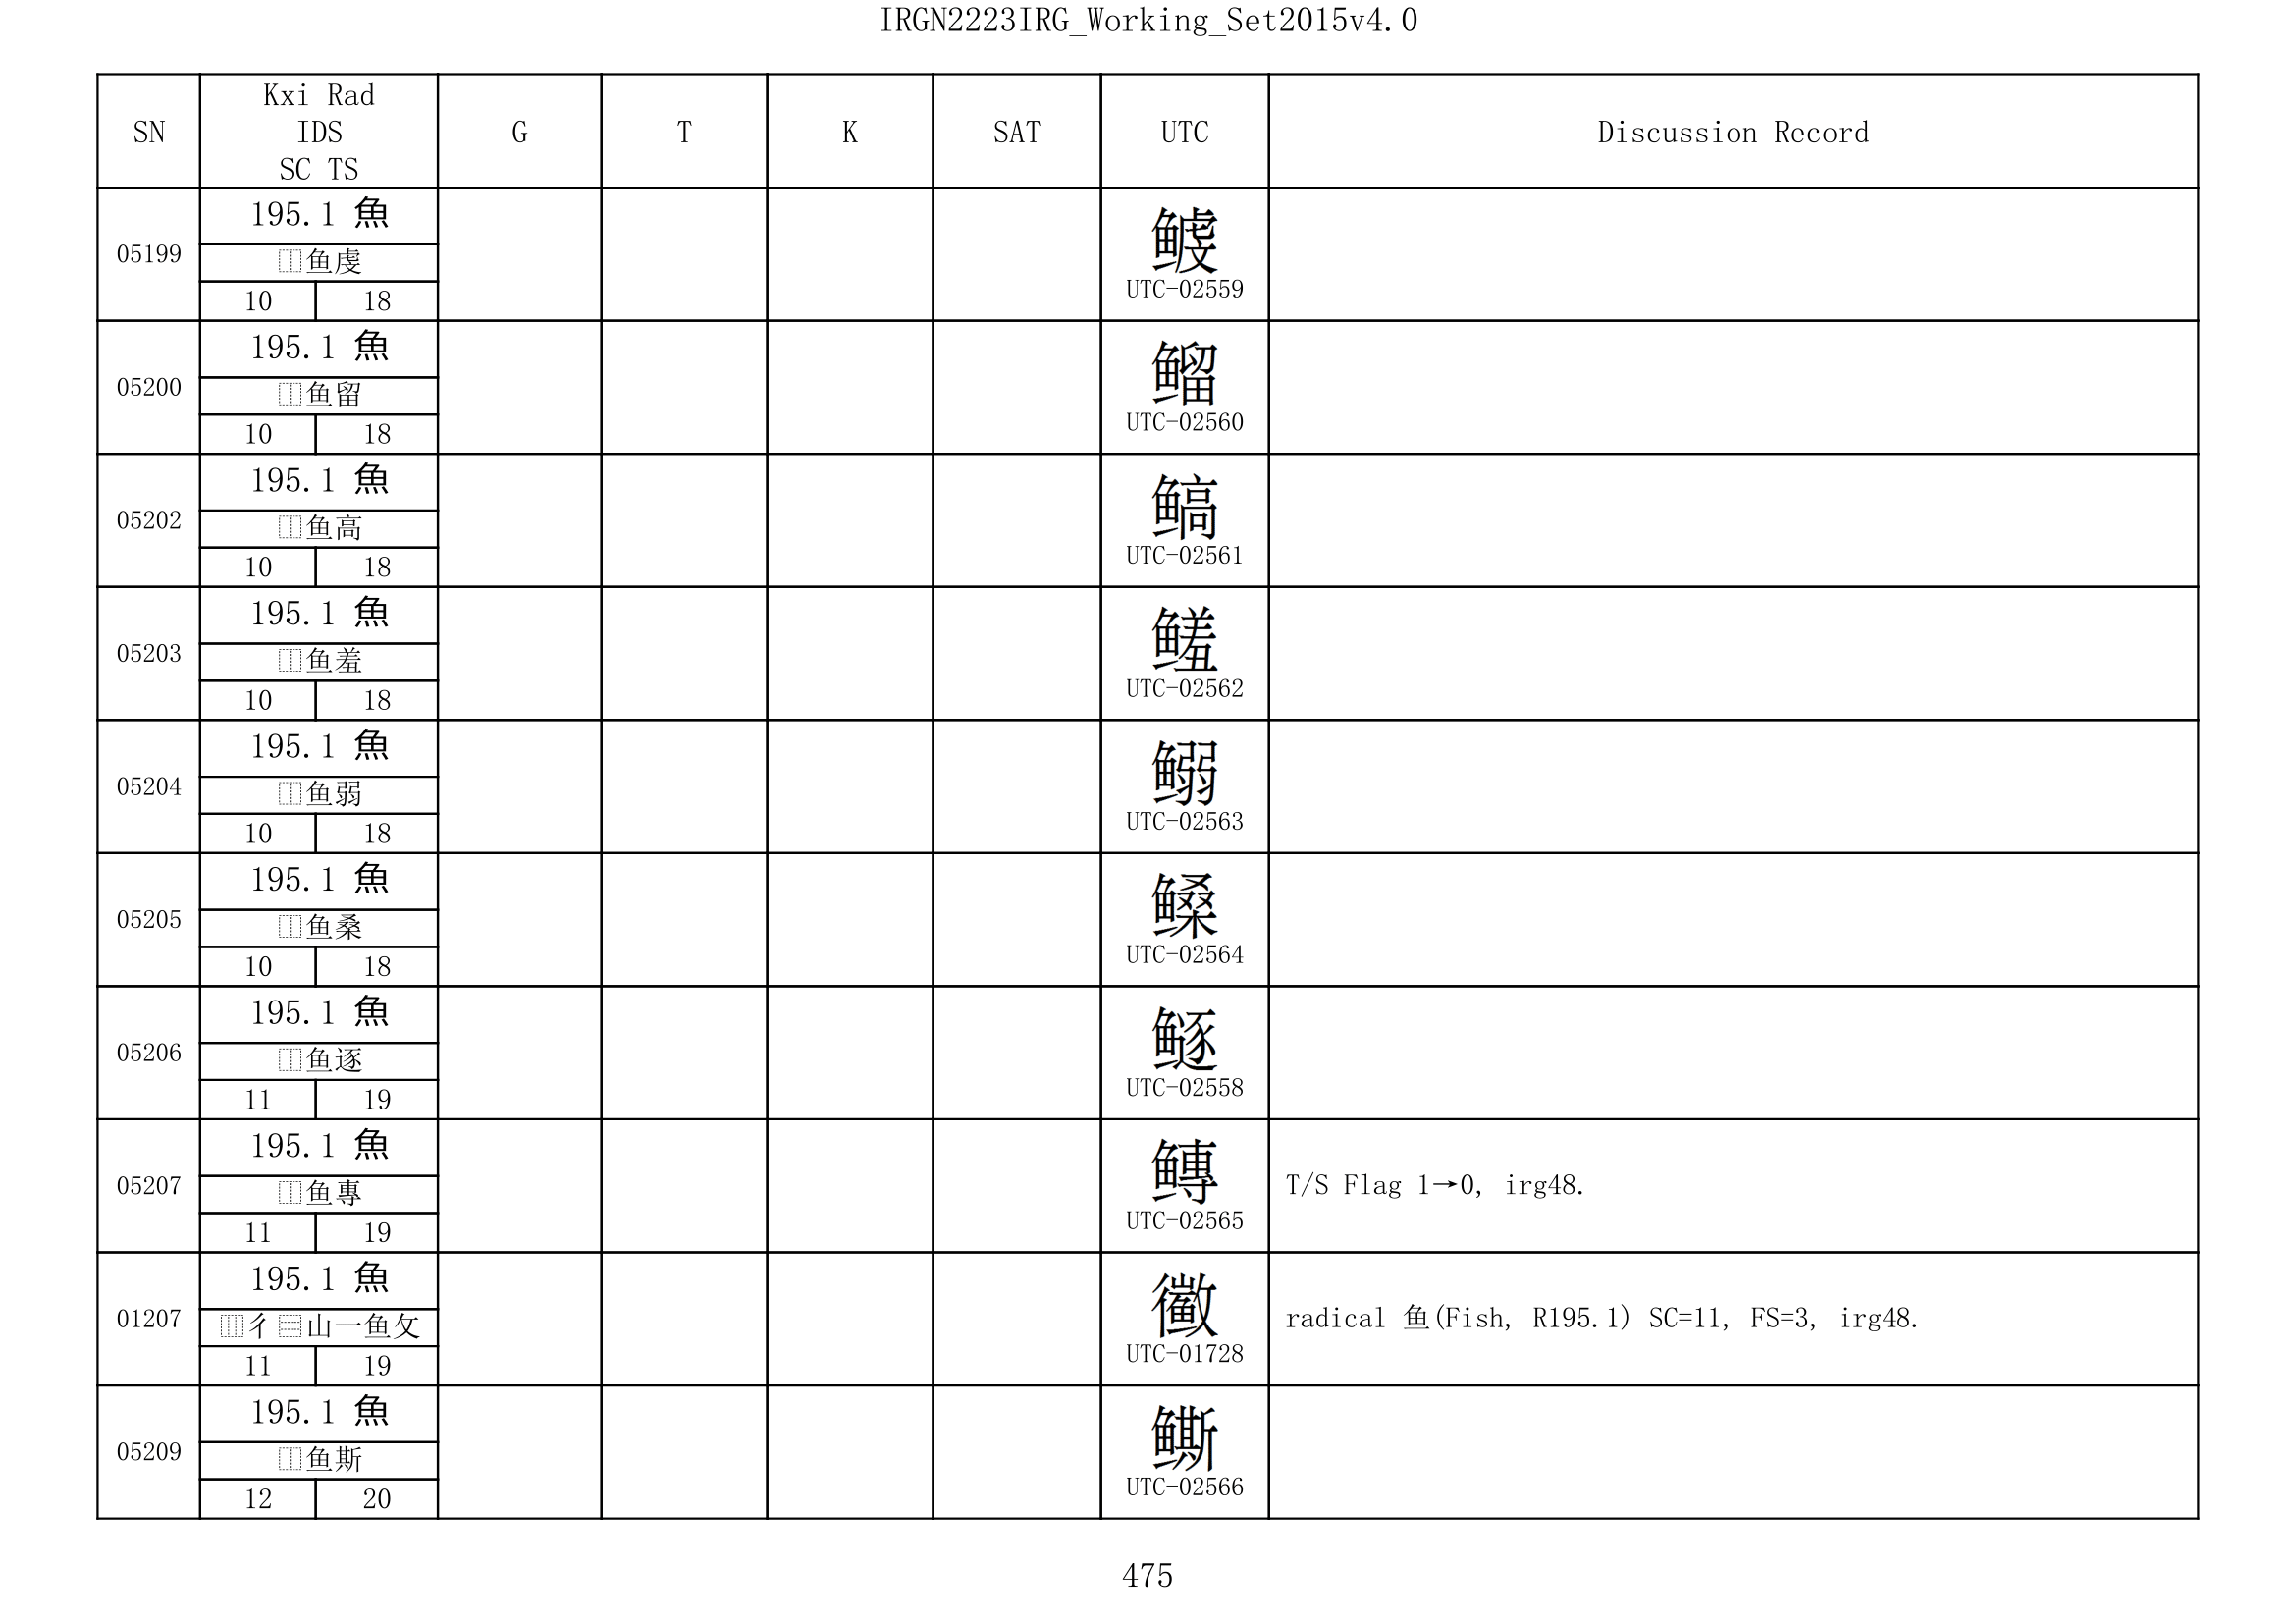 IRGN2223IRG_Working_Set2015v4.0
SN Kxi Rad IDS SC TS G T K SAT UTC Discussion Record
195.1 魚
05199 ⿰鱼虔 UTC-02559
10 18
195.1 魚
05200 ⿰鱼留 UTC-02560
10 18
195.1 魚
05202 ⿰鱼高 UTC-02561
10 18
195.1 魚
05203 ⿰鱼羞 UTC-02562
10 18
195.1 魚
05204 ⿰鱼弱 UTC-02563
10 18
195.1 魚
05205 ⿰鱼桑 UTC-02564
10 18
195.1 魚
05206 ⿰鱼逐 UTC-02558
11 19
195.1 魚
05207 ⿰鱼專 UTC-02565 T/S Flag 1→0, irg48.
11 19
195.1 魚
01207 ⿲彳⿳山一鱼攵 UTC-01728 radical 鱼(Fish, R195.1) SC=11, FS=3, irg48.
11 19
195.1 魚
05209 ⿰鱼斯 UTC-02566
12 20
475